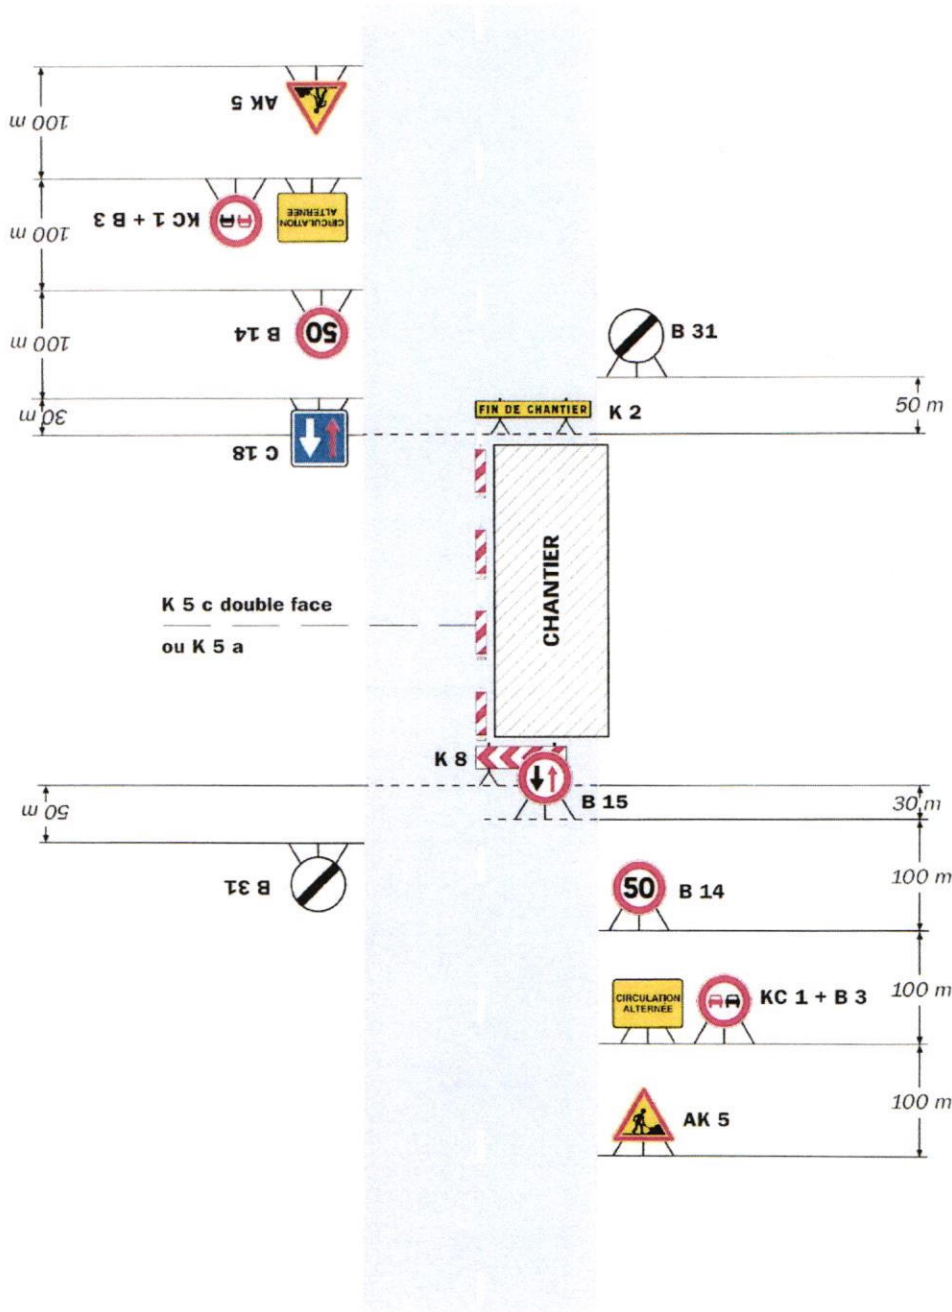 AK 5
100 m
KC 1 + B 3
CIRCULATION
ALTERNÉE
100 m
B 14
50
100 m
B 31
30 m
C 18
FIN DE CHANTIER
K 2
50 m
CHANTIER
K 5 c double face
ou K 5 a
K 8
B 15
50 m
30 m
B 31
50
B 14
100 m
CIRCULATION
ALTERNÉE
KC 1 + B 3
100 m
AK 5
100 m